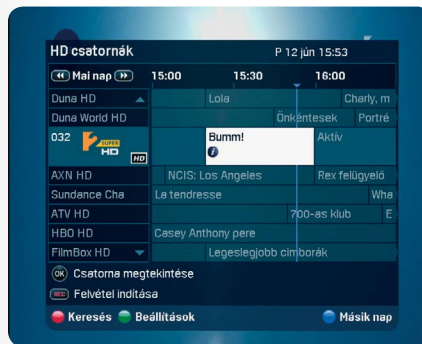 HD csatornák P 12 jún 15:53
Mai nap 15:00 15:30 16:00
Duna HD Lola Charly, m
Duna World HD Önkéntesek Portré
032 SUPER HD HD Bumm! Aktív
AXN HD NCIS: Los Angeles Rex felügyelő
Sundance Cha La tendresse Wha
ATV HD 700-as klub E
HBO HD Casey Anthony pere
FilmBox HD Legeslegjobb cimborák
OK Csatorna megtekintése
REC Felvétel indítása
Keresés Beállítások Másik nap